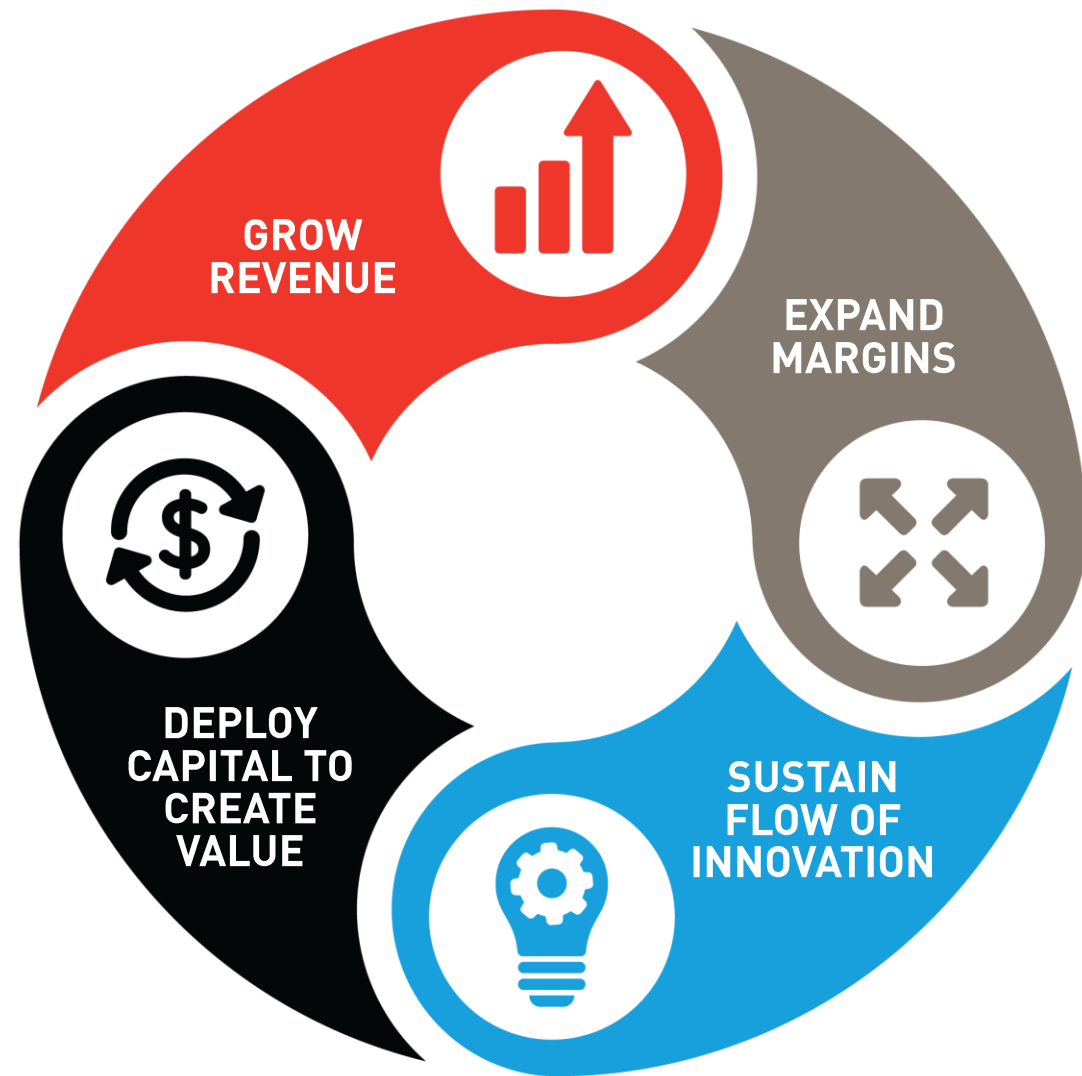 GROW
REVENUE
EXPAND
MARGINS
SUSTAIN
FLOW OF
INNOVATION
DEPLOY
CAPITAL TO
CREATE
VALUE
$